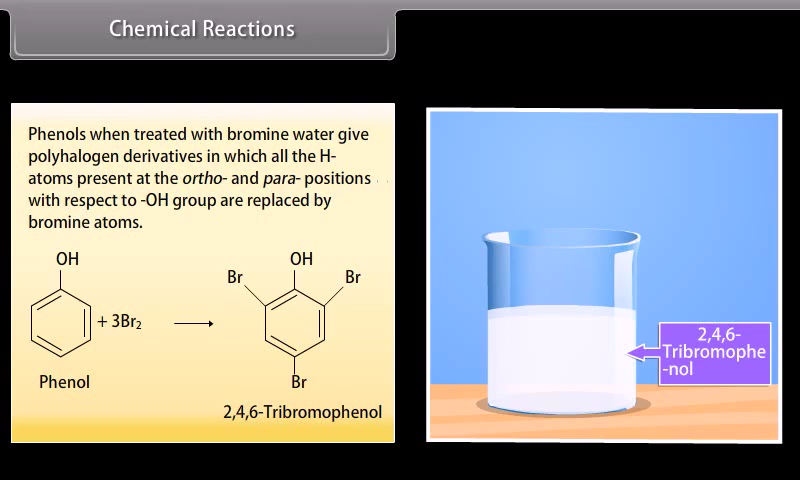 Chemical Reactions
Phenols when treated with bromine water give
polyhalogen derivatives in which all the H-
atoms present at the ortho- and para- positions
with respect to -OH group are replaced by
bromine atoms.
OH
+ 3Br₂
Phenol
OH
Br
Br
Br
2,4,6-Tribromophenol
2,4,6-
Tribromophe
-nol